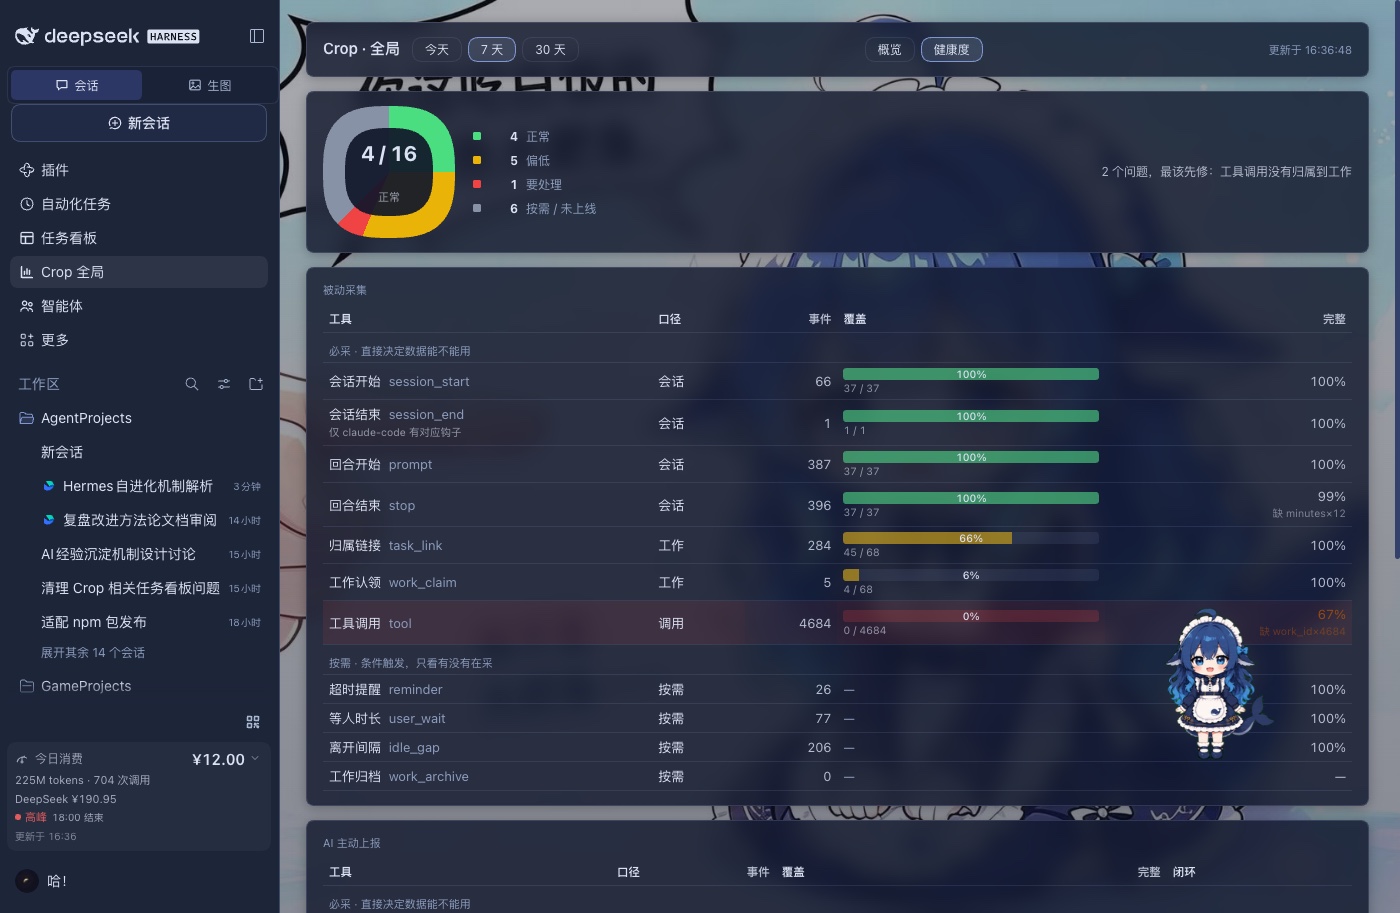 deepseek HARNESS
会话
生图
新会话
插件
自动化任务
任务看板
Crop 全局
智能体
更多
工作区
AgentProjects
新会话
Hermes自进化机制解析 3分钟
复盘改进方法论文档审阅 14小时
AI经验沉淀机制设计讨论 15小时
清理 Crop 相关任务看板问题 15小时
适配 npm 包发布 18小时
展开其余 14 个会话
GameProjects
今日消费 ¥12.00
225M tokens · 704 次调用
DeepSeek ¥190.95
高峰 18:00 结束
更新于 16:36
哈!
Crop · 全局 今天 7 天 30 天 概览 健康度 更新于 16:36:48
4 / 16
正常
4 正常
5 偏低
1 要处理
6 按需 / 未上线
2 个问题，最该先修：工具调用没有归属到工作
被动采集
工具 口径 事件 覆盖 完整
必采 · 直接决定数据能不能用
会话开始 session_start 会话 66 100% 100%
37 / 37
会话结束 session_end 会话 1 100% 100%
仅 claude-code 有对应钩子 1 / 1
回合开始 prompt 会话 387 100% 100%
37 / 37
回合结束 stop 会话 396 100% 99%
37 / 37 缺 minutes×12
归属链接 task_link 工作 284 66% 100%
45 / 68
工作认领 work_claim 工作 5 6% 100%
4 / 68
工具调用 tool 调用 4684 0% 67%
0 / 4684 缺 work_id×4684
按需 · 条件触发，只看有没有在采
超时提醒 reminder 按需 26 — 100%
等人时长 user_wait 按需 77 — 100%
离开间隔 idle_gap 按需 206 — 100%
工作归档 work_archive 按需 0 — —
AI 主动上报
工具 口径 事件 覆盖 完整 闭环
必采 · 直接决定数据能不能用